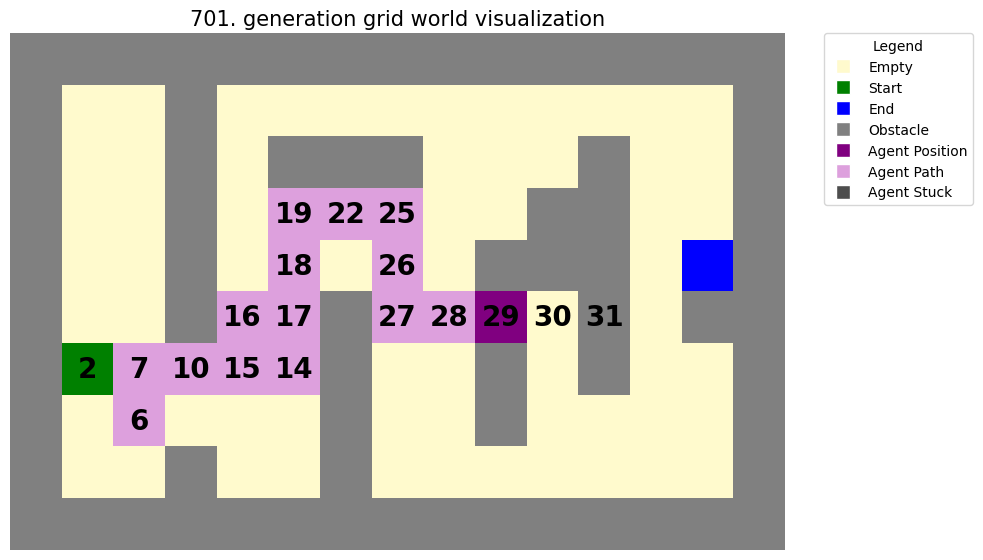 701. generation grid world visualization
Legend
Empty
Start
End
Obstacle
Agent Position
Agent Path
Agent Stuck
19 22 25
18 26
16 17 27 28 29 30 31
2 7 10 15 14
6